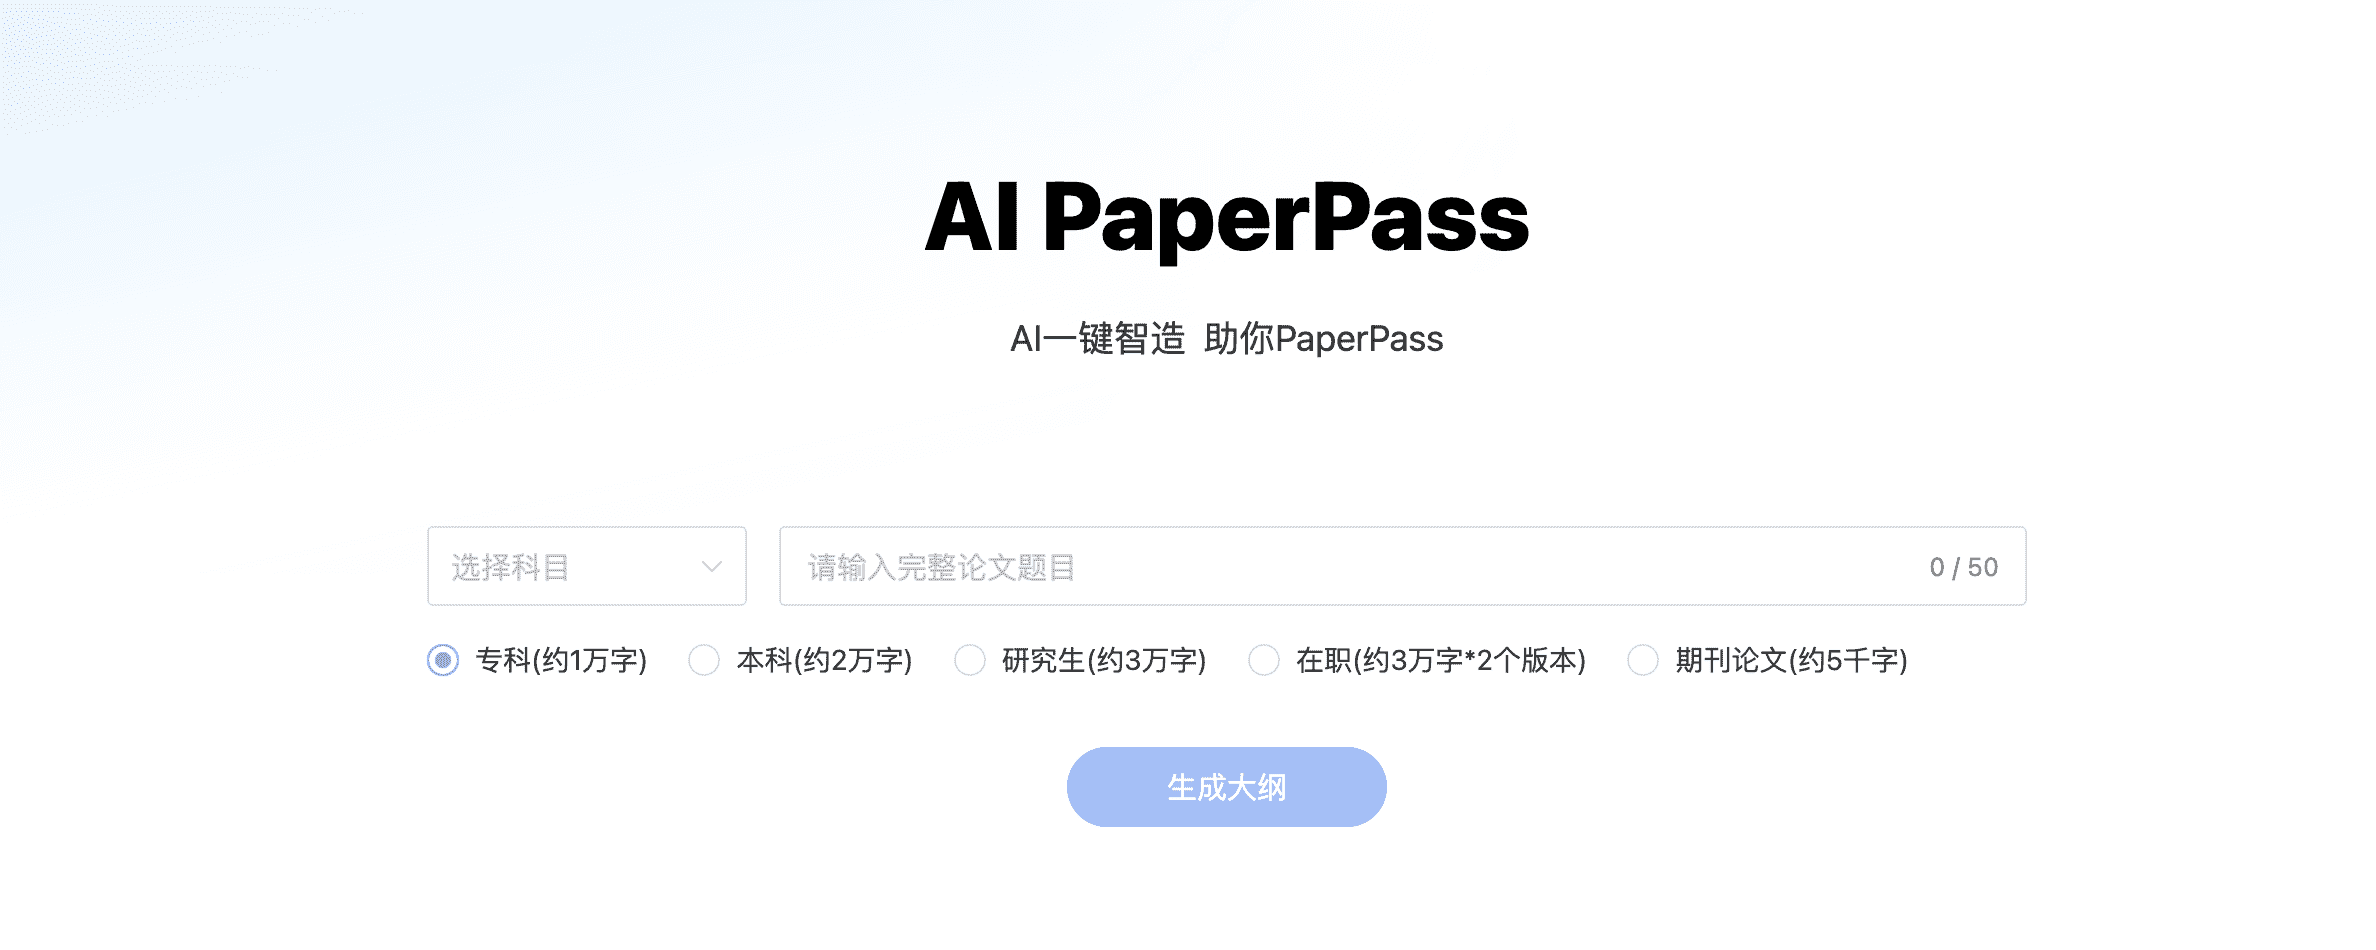 AI PaperPass
AI一键智造 助你PaperPass
选择科目 请输入完整论文题目 0 / 50
专科(约1万字) 本科(约2万字) 研究生(约3万字) 在职(约3万字*2个版本) 期刊论文(约5千字)
生成大纲